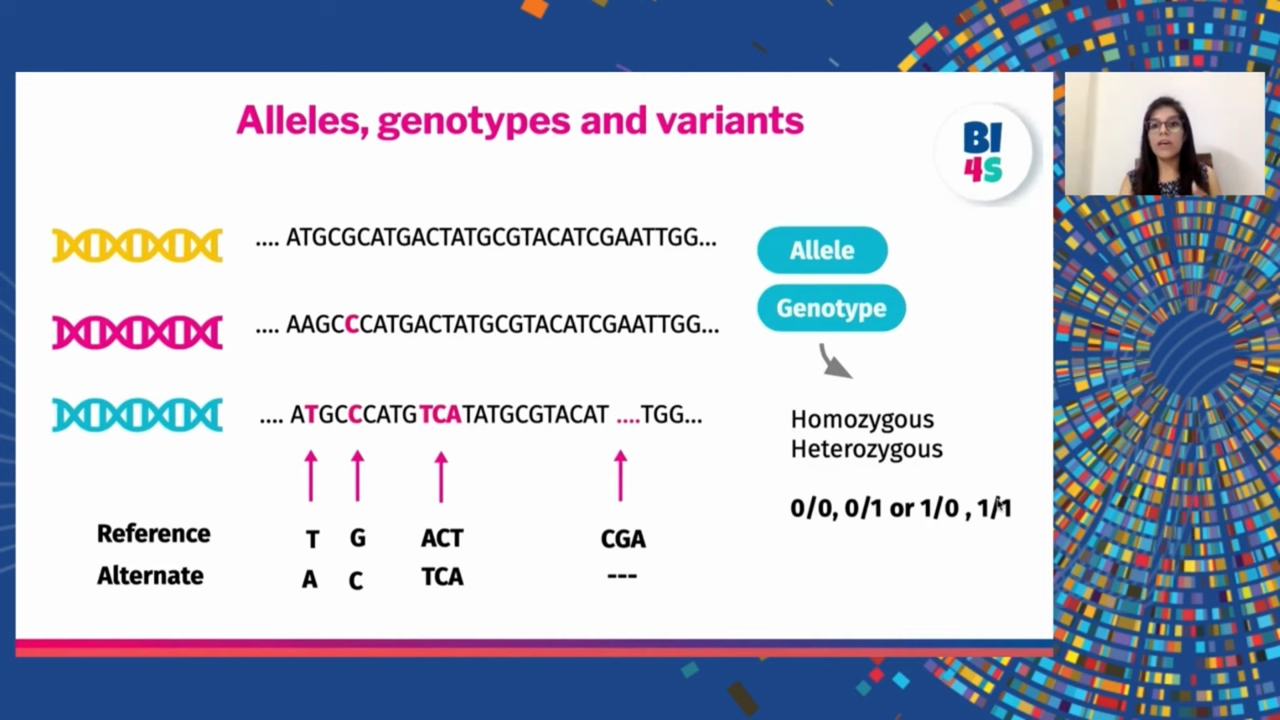 Alleles, genotypes and variants
BI
4S
.... ATGCGCATGACTATGCGTACATCGAATTGG...
Allele
Genotype
.... AAGCCCATGACTATGCGTACATCGAATTGG...
.... ATGCCCATGTCATATGCGTACAT ....TGG...
Homozygous
Heterozygous
0/0, 0/1 or 1/0 , 1/1
Reference T G ACT CGA
Alternate A C TCA ---